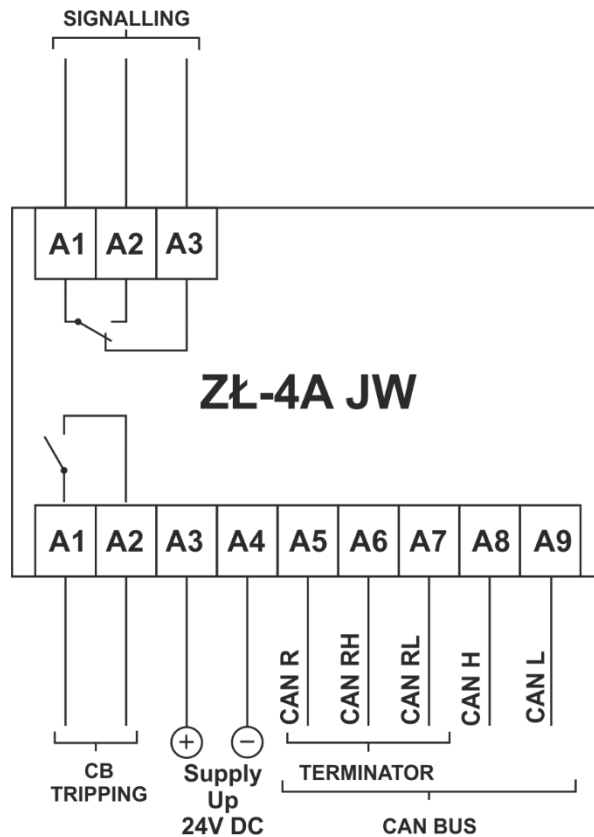 SIGNALLING
A1 A2 A3
ZŁ-4A JW
A1 A2 A3 A4 A5 A6 A7 A8 A9
CAN R
CAN RH
CAN RL
CAN H
CAN L
+ −
CB
TRIPPING
Supply
Up
24V DC
TERMINATOR
CAN BUS